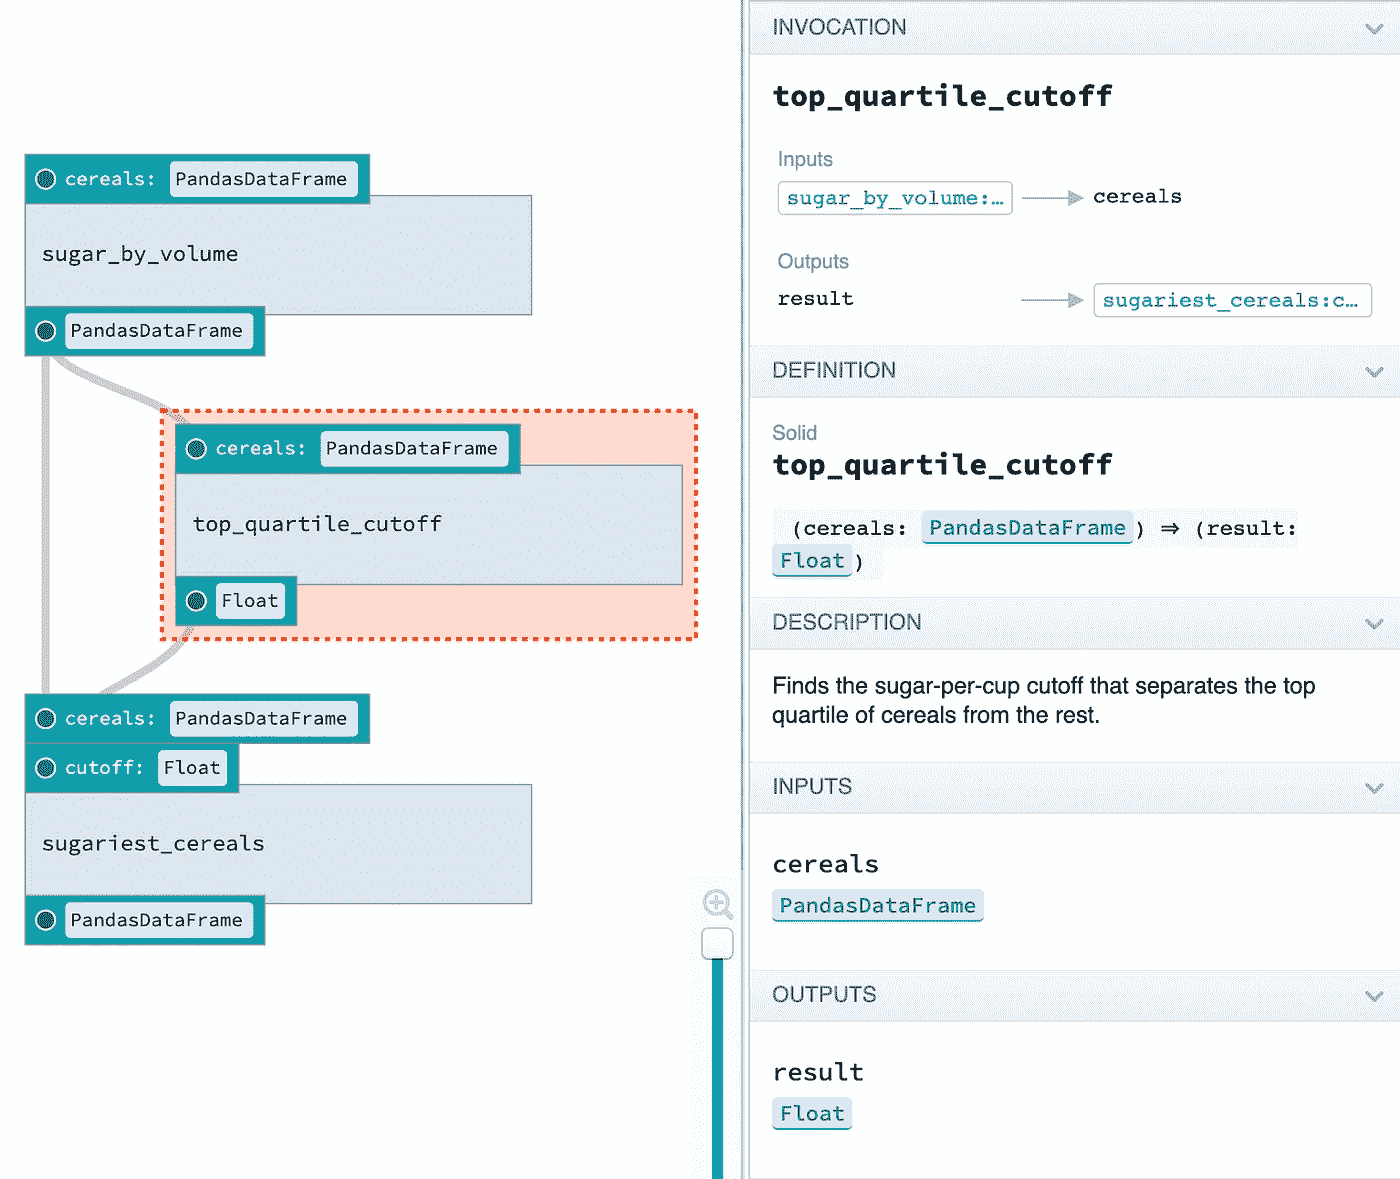 cereals: PandasDataFrame
sugar_by_volume
PandasDataFrame
cereals: PandasDataFrame
top_quartile_cutoff
Float
cereals: PandasDataFrame
cutoff: Float
sugariest_cereals
PandasDataFrame
INVOCATION
top_quartile_cutoff
Inputs
sugar_by_volume:… cereals
Outputs
result sugariest_cereals:c…
DEFINITION
Solid
top_quartile_cutoff
(cereals: PandasDataFrame) ⇒ (result:
Float)
DESCRIPTION
Finds the sugar-per-cup cutoff that separates the top
quartile of cereals from the rest.
INPUTS
cereals
PandasDataFrame
OUTPUTS
result
Float